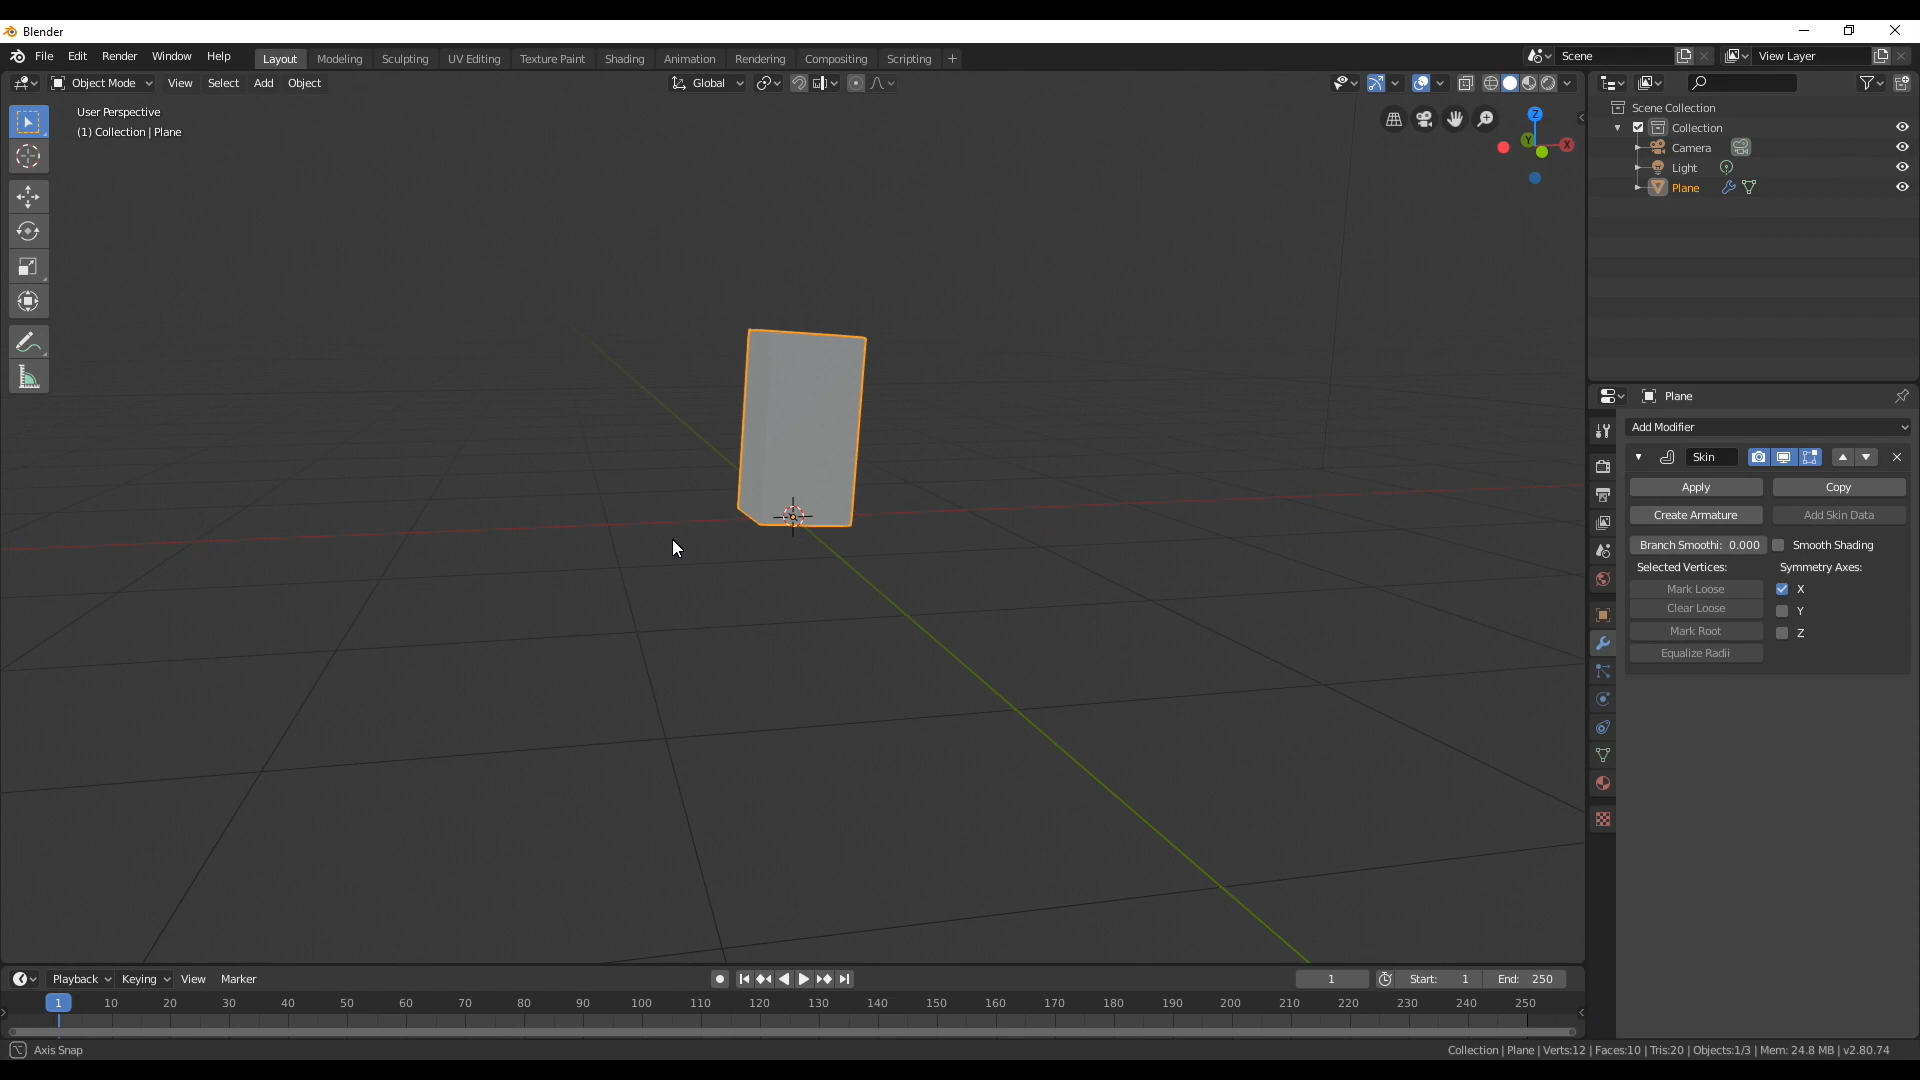 Blender
File Edit Render Window Help Layout Modeling Sculpting UV Editing Texture Paint Shading Animation Rendering Compositing Scripting + Scene View Layer
Object Mode View Select Add Object Global
User Perspective
(1) Collection | Plane
Z
Y
X
Scene Collection
Collection
Camera
Light
Plane
Plane
Add Modifier
Skin
Apply Copy
Create Armature Add Skin Data
Branch Smoothi: 0.000 Smooth Shading
Selected Vertices: Symmetry Axes:
Mark Loose X
Clear Loose Y
Mark Root Z
Equalize Radii
Playback Keying View Marker 1 Start: 1 End: 250
1 10 20 30 40 50 60 70 80 90 100 110 120 130 140 150 160 170 180 190 200 210 220 230 240 250
Axis Snap Collection | Plane | Verts:12 | Faces:10 | Tris:20 | Objects:1/3 | Mem: 24.8 MB | v2.80.74